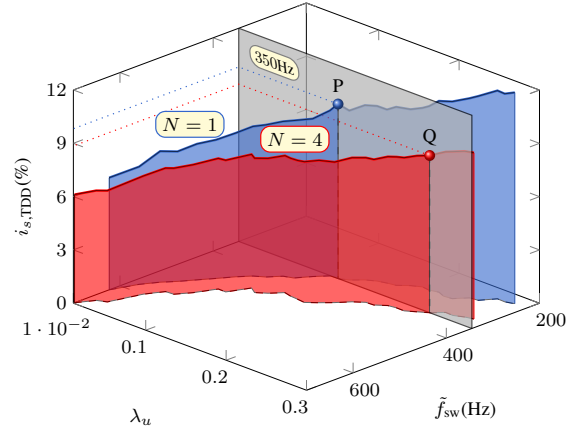 12
9
6
3
0
i_s,TDD(%)
350Hz
P
N = 1
N = 4
Q
1 · 10^−2
0.1
0.2
0.3
λ_u
600
400
200
f̃_sw(Hz)